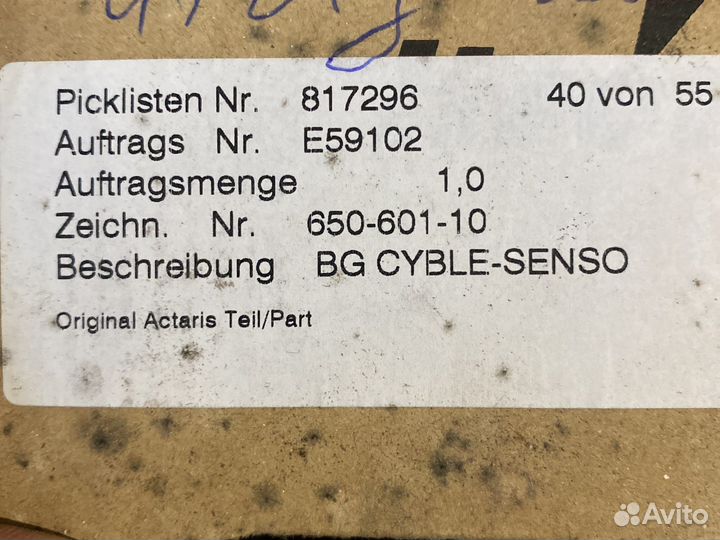 Picklisten Nr. 817296 40 von 55
Auftrags Nr. E59102
Auftragsmenge 1,0
Zeichn. Nr. 650-601-10
Beschreibung BG CYBLE-SENSO
Original Actaris Teil/Part
Avito